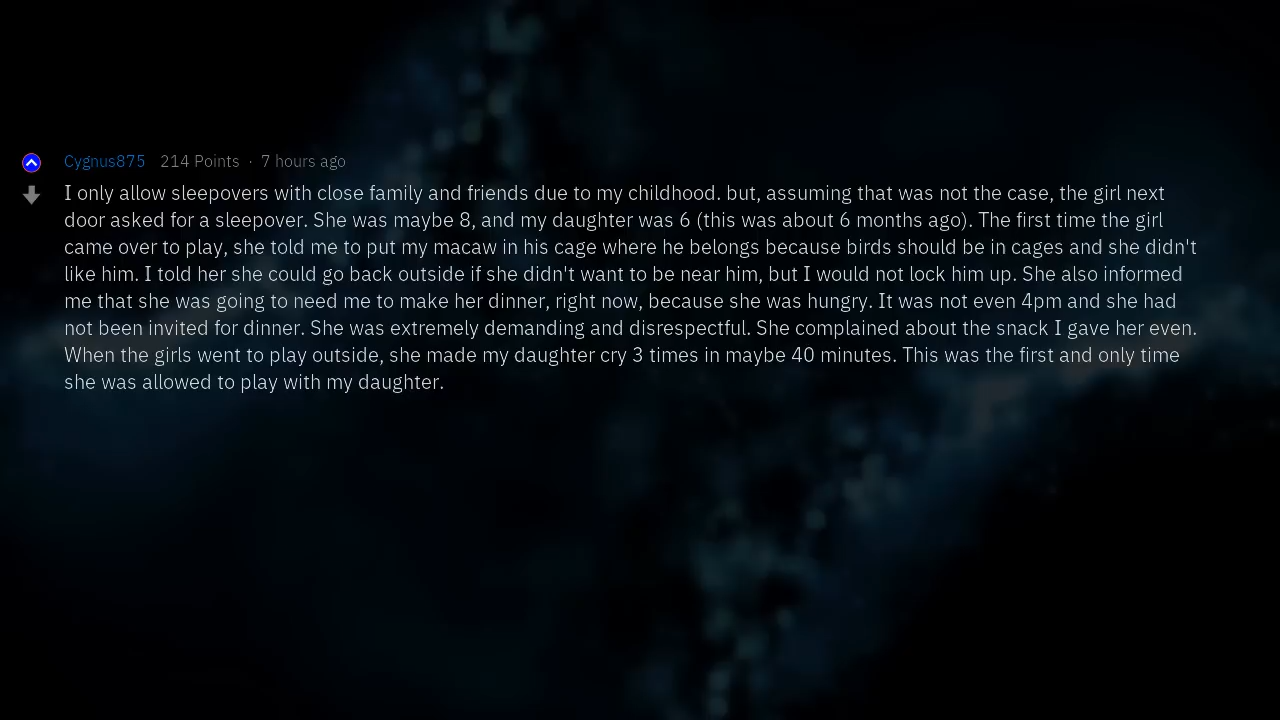 Cygnus875 214 Points · 7 hours ago
I only allow sleepovers with close family and friends due to my childhood. but, assuming that was not the case, the girl next
door asked for a sleepover. She was maybe 8, and my daughter was 6 (this was about 6 months ago). The first time the girl
came over to play, she told me to put my macaw in his cage where he belongs because birds should be in cages and she didn't
like him. I told her she could go back outside if she didn't want to be near him, but I would not lock him up. She also informed
me that she was going to need me to make her dinner, right now, because she was hungry. It was not even 4pm and she had
not been invited for dinner. She was extremely demanding and disrespectful. She complained about the snack I gave her even.
When the girls went to play outside, she made my daughter cry 3 times in maybe 40 minutes. This was the first and only time
she was allowed to play with my daughter.